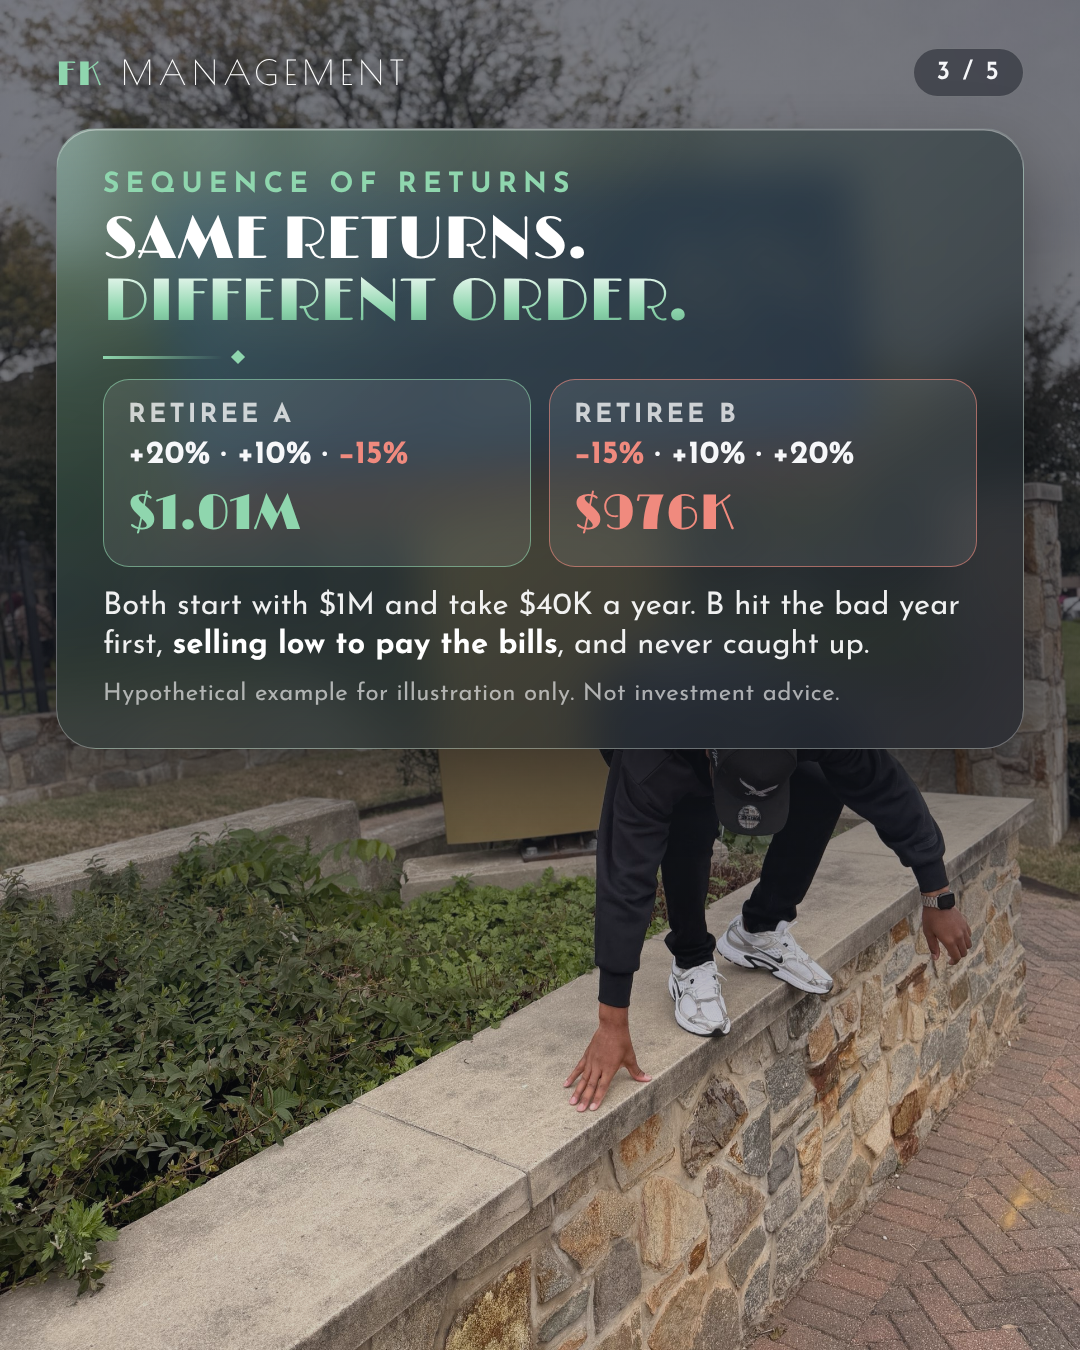 FK MANAGEMENT
3 / 5
SEQUENCE OF RETURNS
SAME RETURNS.
DIFFERENT ORDER.
RETIREE A
+20% · +10% · −15%
$1.01M
RETIREE B
−15% · +10% · +20%
$976K
Both start with $1M and take $40K a year. B hit the bad year
first, selling low to pay the bills, and never caught up.
Hypothetical example for illustration only. Not investment advice.